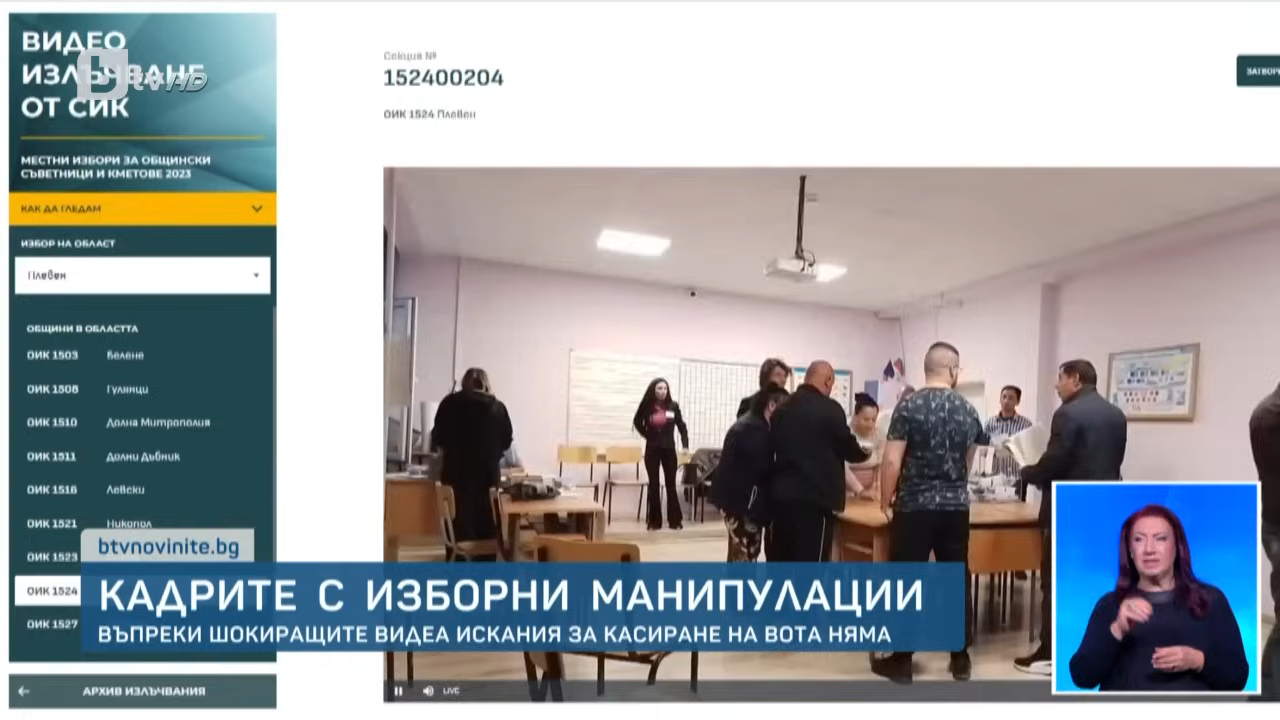 ВИДЕО
ИЗЛЪЧВАНЕ
ОТ СИК
btv HD
МЕСТНИ ИЗБОРИ ЗА ОБЩИНСКИ
СЪВЕТНИЦИ И КМЕТОВЕ 2023
КАК ДА ГЛЕДАМ
ИЗБОР НА ОБЛАСТ
Плевен
ОБЩИНИ В ОБЛАСТТА
ОИК 1503 Белене
ОИК 1508 Гулянци
ОИК 1510 Долна Митрополия
ОИК 1511 Долни Дъбник
ОИК 1516 Левски
ОИК 1521 Никопол
ОИК 1523
ОИК 1524
ОИК 1527
АРХИВ ИЗЛЪЧВАНИЯ
Секция №
152400204
ОИК 1524 Плевен
LIVE
btvnovinite.bg
КАДРИТЕ С ИЗБОРНИ МАНИПУЛАЦИИ
ВЪПРЕКИ ШОКИРАЩИТЕ ВИДЕА ИСКАНИЯ ЗА КАСИРАНЕ НА ВОТА НЯМА